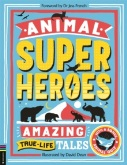 Foreword by Dr Jess French
ANIMAL
SUPER
HEROES
AMAZING
TRUE-LIFE
TALES
Illustrated by David Dean